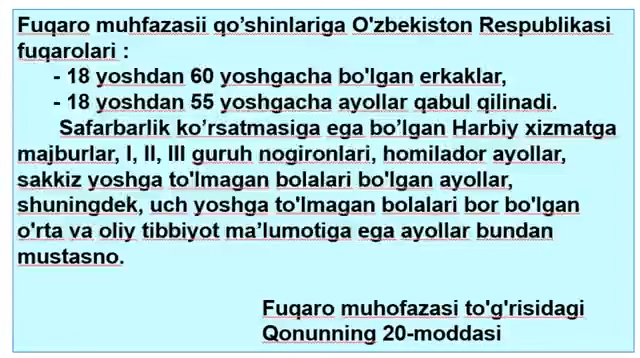 Fuqaro muhfazasii qo’shinlariga O'zbekiston Respublikasi
fuqarolari :
- 18 yoshdan 60 yoshgacha bo'lgan erkaklar,
- 18 yoshdan 55 yoshgacha ayollar qabul qilinadi.
Safarbarlik ko’rsatmasiga ega bo’lgan Harbiy xizmatga
majburlar, I, II, III guruh nogironlari, homilador ayollar,
sakkiz yoshga to'lmagan bolalari bo'lgan ayollar,
shuningdek, uch yoshga to'lmagan bolalari bor bo'lgan
o'rta va oliy tibbiyot ma’lumotiga ega ayollar bundan
mustasno.
Fuqaro muhofazasi to'g'risidagi
Qonunning 20-moddasi